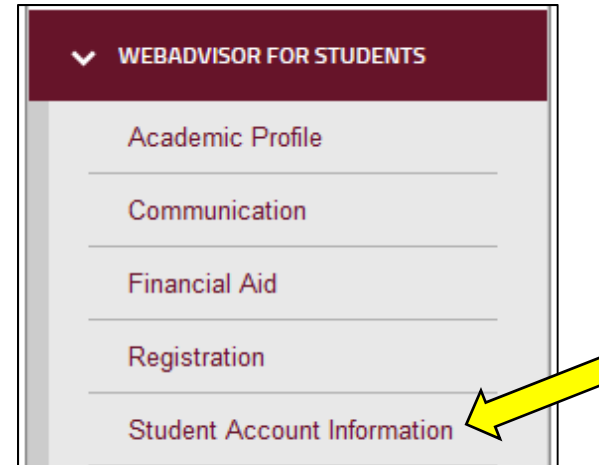 WEBADVISOR FOR STUDENTS
Academic Profile
Communication
Financial Aid
Registration
Student Account Information